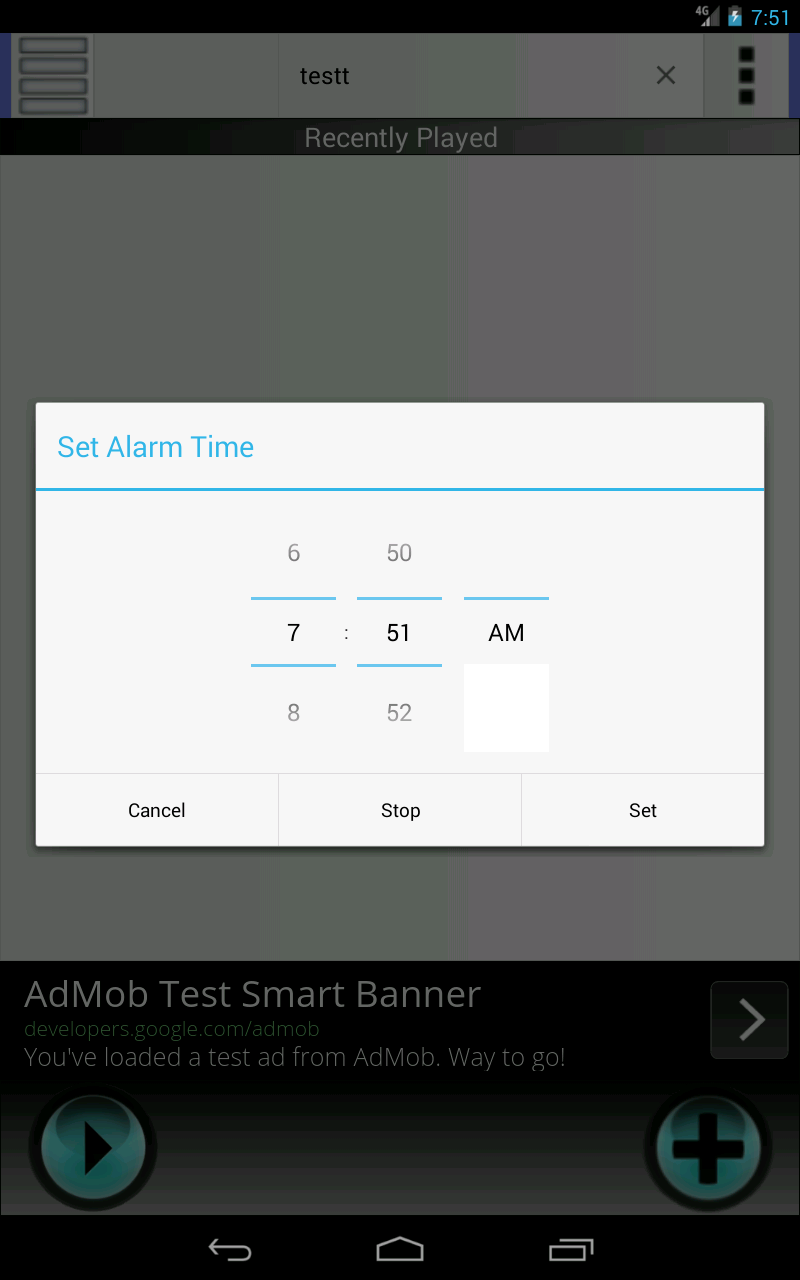 4G 7:51
testt
Recently Played
Set Alarm Time
6 50
7 : 51 AM
8 52
Cancel Stop Set
AdMob Test Smart Banner
developers.google.com/admob
You've loaded a test ad from AdMob. Way to go!